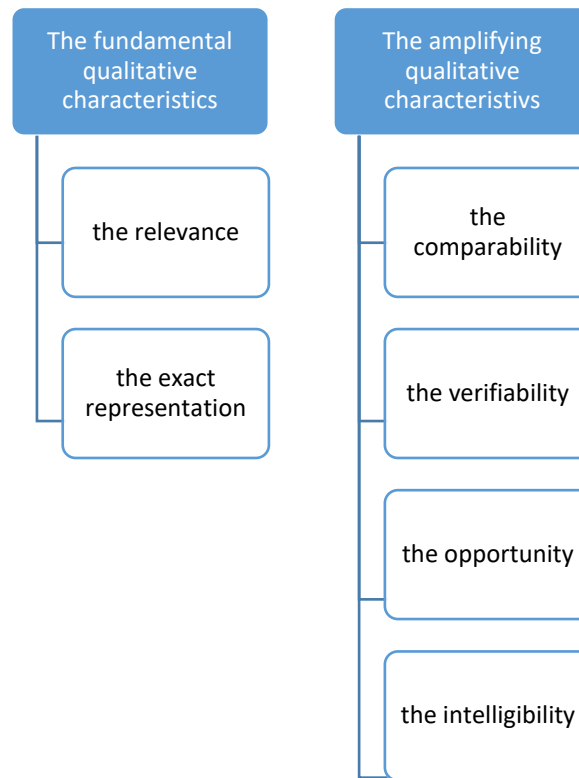 The fundamental
qualitative
characteristics
the relevance
the exact
representation
The amplifying
qualitative
characteristivs
the
comparability
the verifiability
the opportunity
the intelligibility